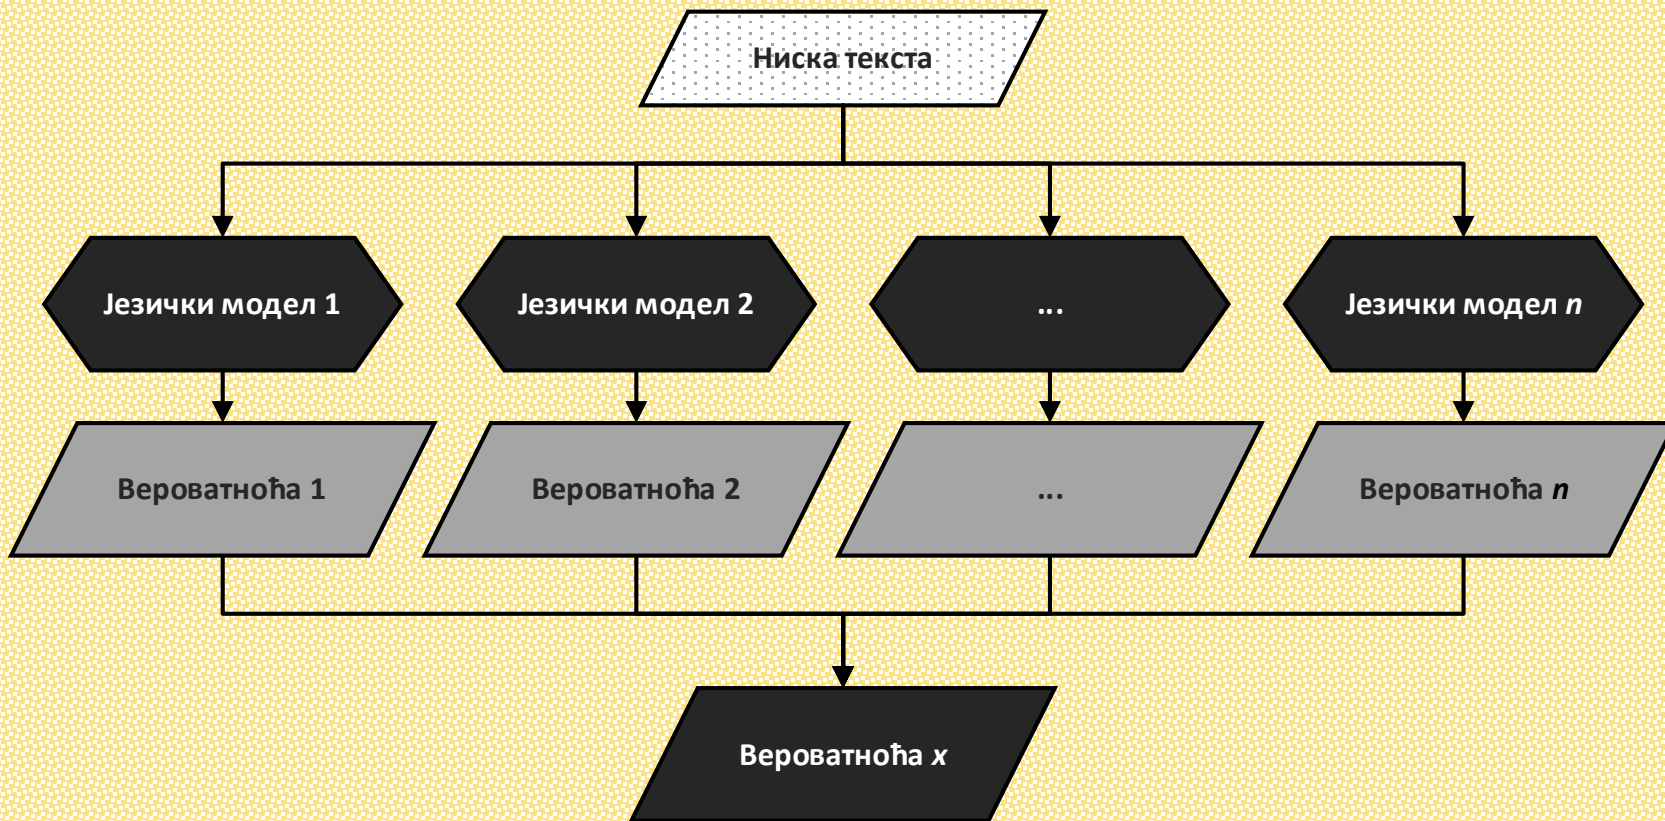 Ниска текста
Језички модел 1
Језички модел 2
...
Језички модел n
Вероватноћа 1
Вероватноћа 2
...
Вероватноћа n
Вероватноћа x